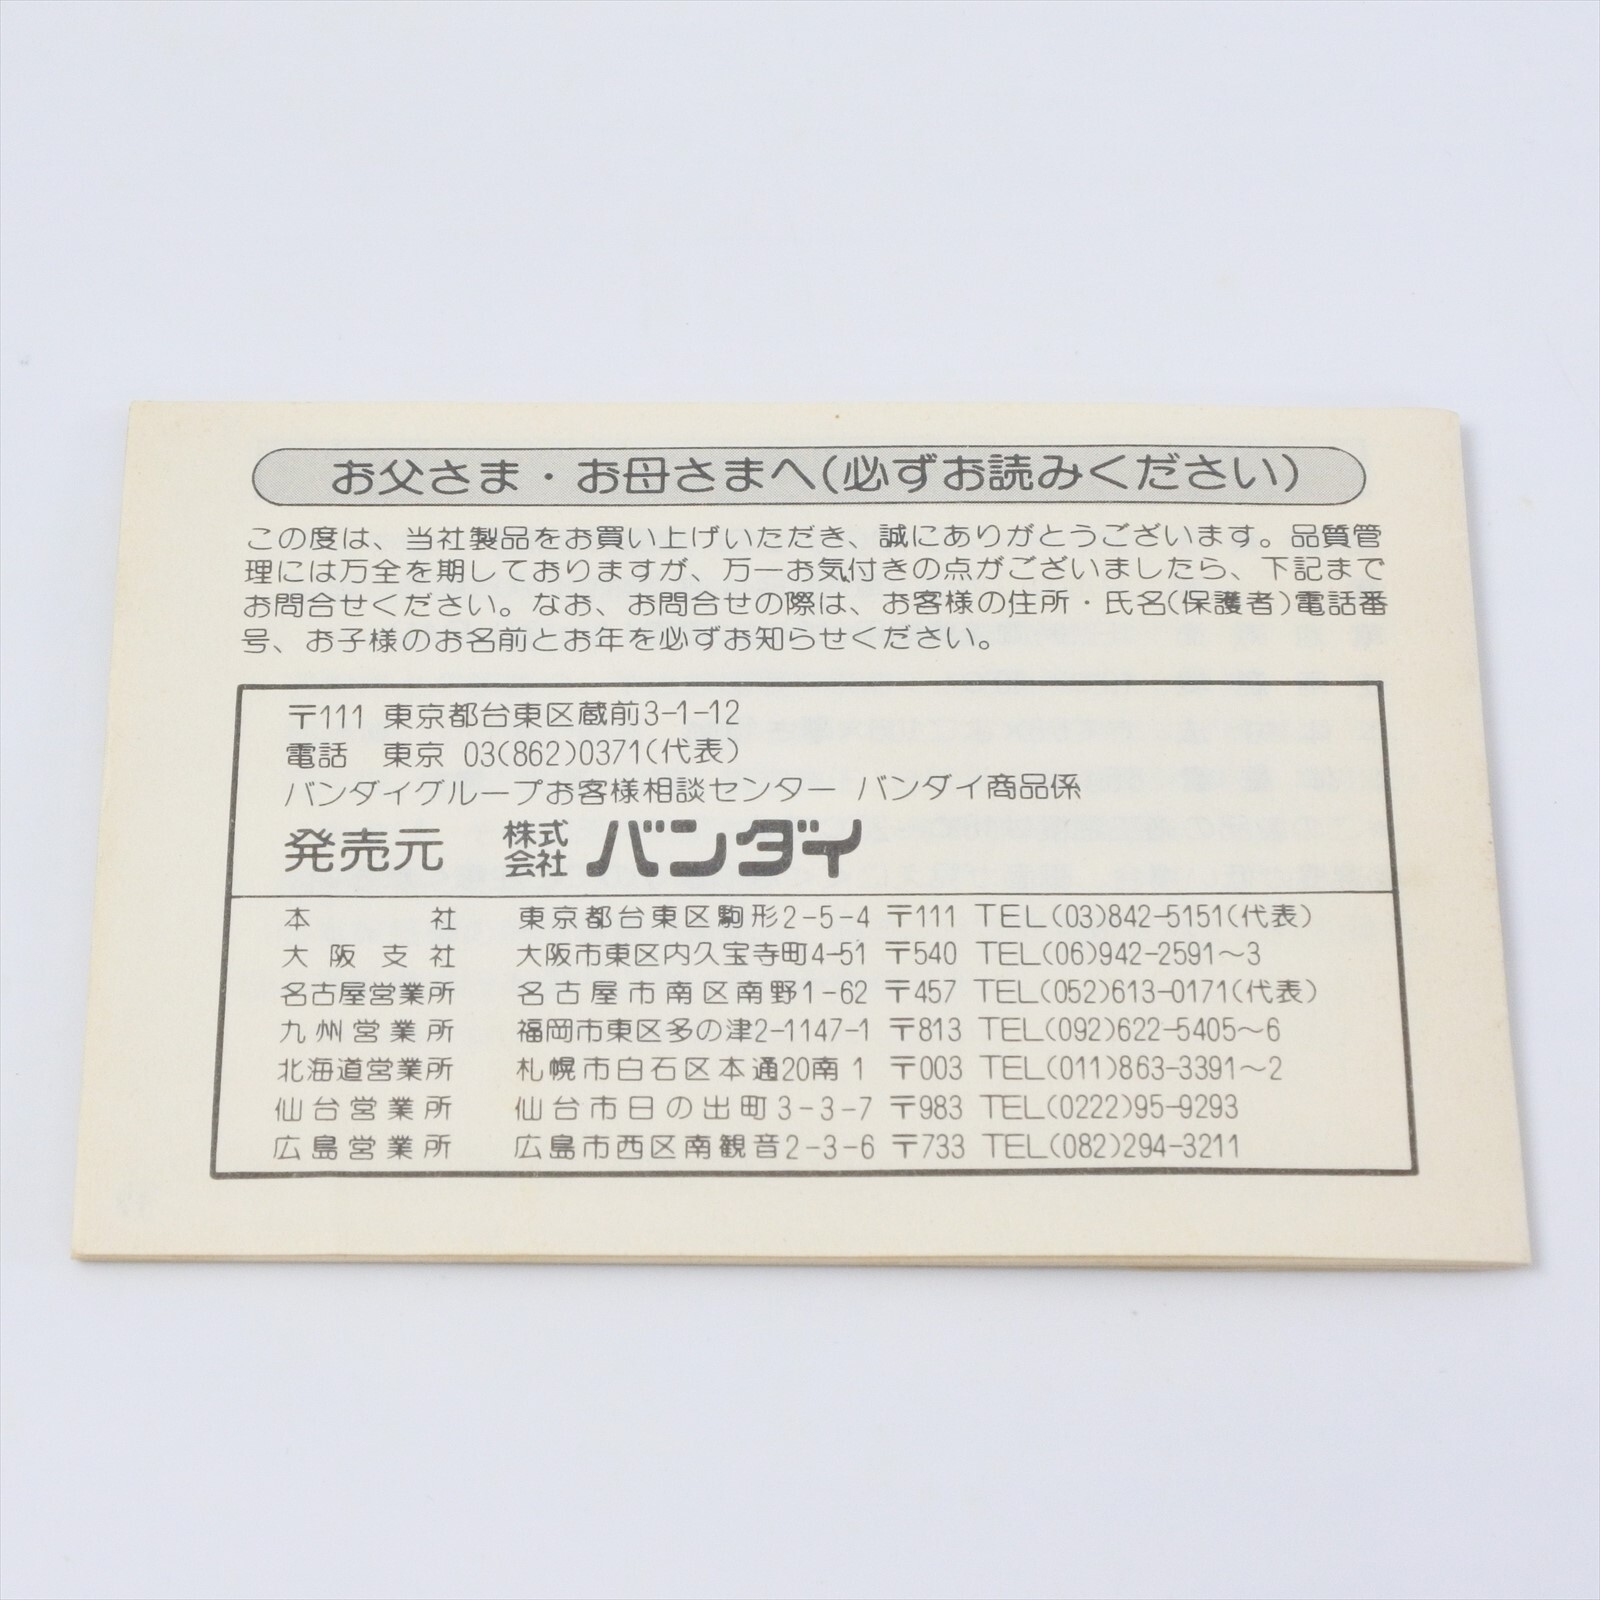 お父さま・お母さまへ(必ずお読みください)
この度は、当社製品をお買い上げいただき、誠にありがとうございます。品質管
理には万全を期しておりますが、万一お気付きの点がございましたら、下記まで
お問合せください。なお、お問合せの際は、お客様の住所・氏名(保護者)電話番
号、お子様のお名前とお年を必ずお知らせください。
〒111 東京都台東区蔵前3-1-12
電話 東京 03(862)0371(代表)
バンダイグループお客様相談センター バンダイ商品係
発売元 株式会社 バンダイ
本社 東京都台東区駒形2-5-4 〒111 TEL(03)842-5151(代表)
大阪支社 大阪市東区内久宝寺町4-51 〒540 TEL(06)942-2591~3
名古屋営業所 名古屋市南区南野1-62 〒457 TEL(052)613-0171(代表)
九州営業所 福岡市東区多の津2-1147-1 〒813 TEL(092)622-5405~6
北海道営業所 札幌市白石区本通20南1 〒003 TEL(011)863-3391~2
仙台営業所 仙台市日の出町3-3-7 〒983 TEL(0222)95-9293
広島営業所 広島市西区南観音2-3-6 〒733 TEL(082)294-3211